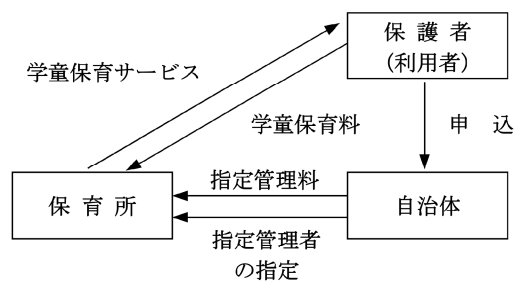 保護者
(利用者)
学童保育サービス
学童保育料
申込
指定管理料
保育所
自治体
指定管理者
の指定